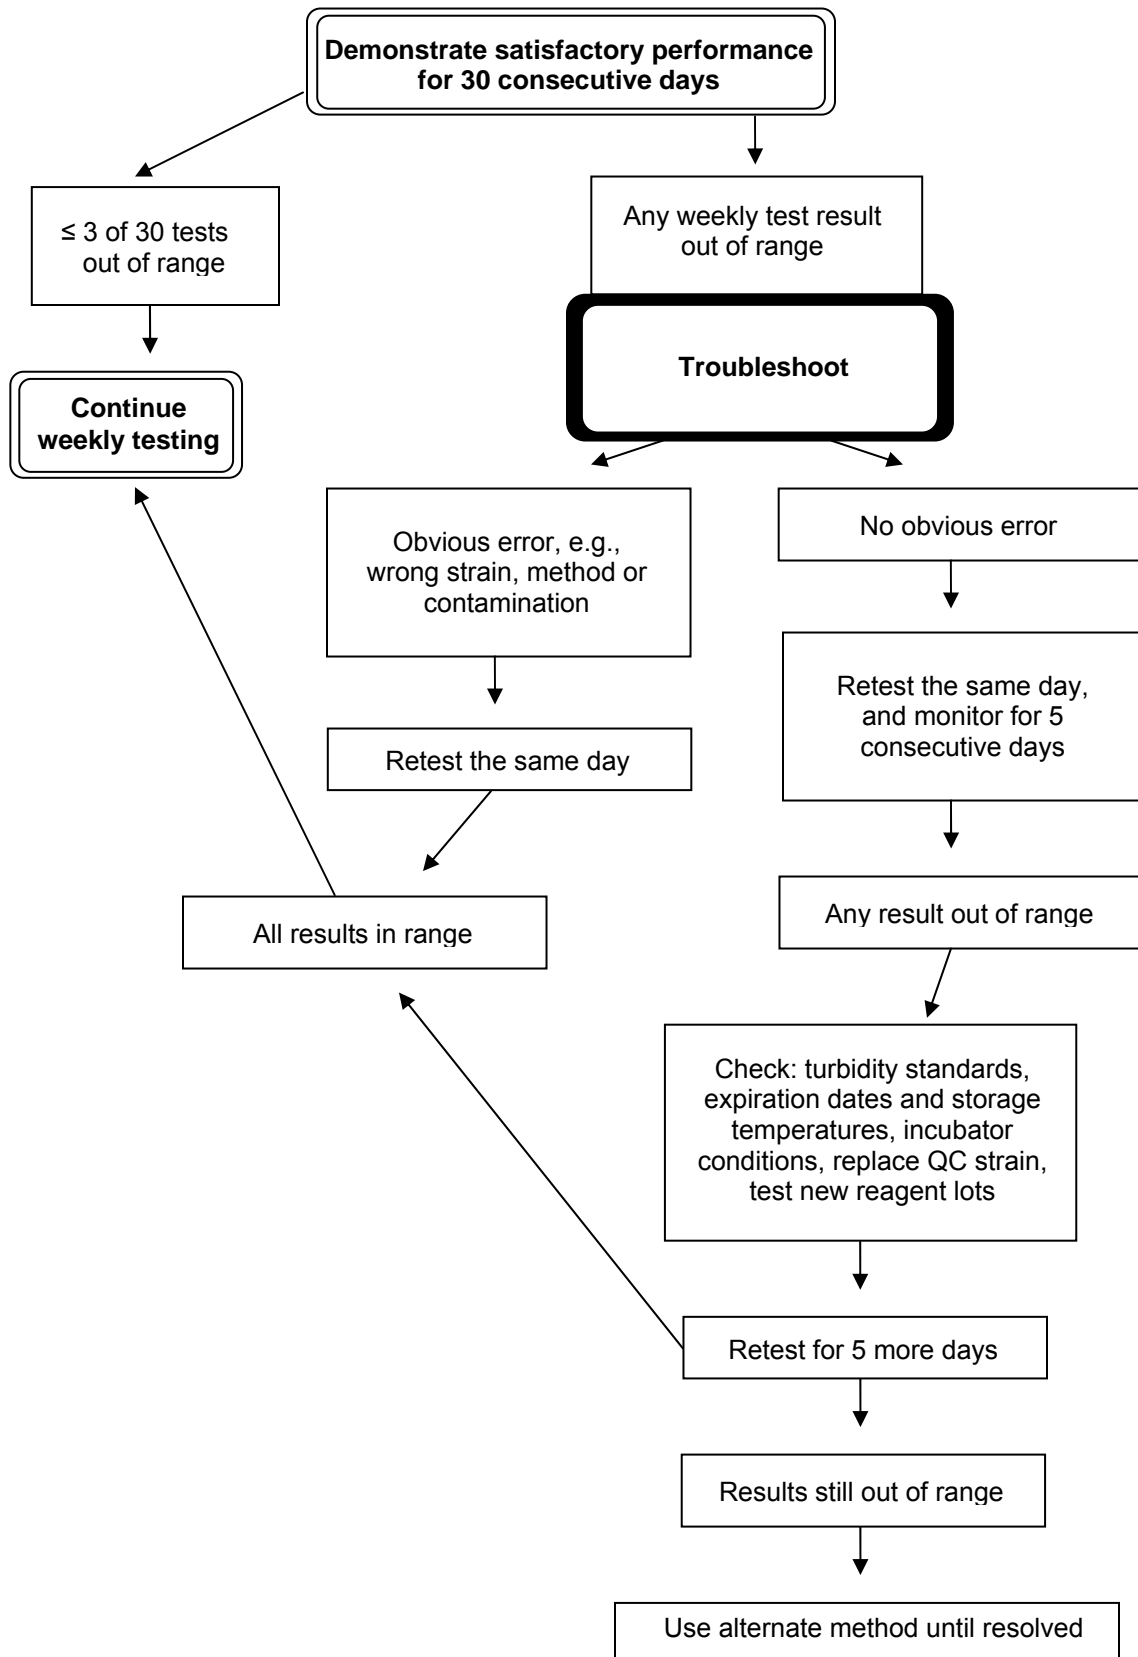 Demonstrate satisfactory performance
for 30 consecutive days
≤ 3 of 30 tests
out of range
Any weekly test result
out of range
Continue
weekly testing
Troubleshoot
Obvious error, e.g.,
wrong strain, method or
contamination
No obvious error
Retest the same day
Retest the same day,
and monitor for 5
consecutive days
All results in range
Any result out of range
Check: turbidity standards,
expiration dates and storage
temperatures, incubator
conditions, replace QC strain,
test new reagent lots
Retest for 5 more days
Results still out of range
Use alternate method until resolved